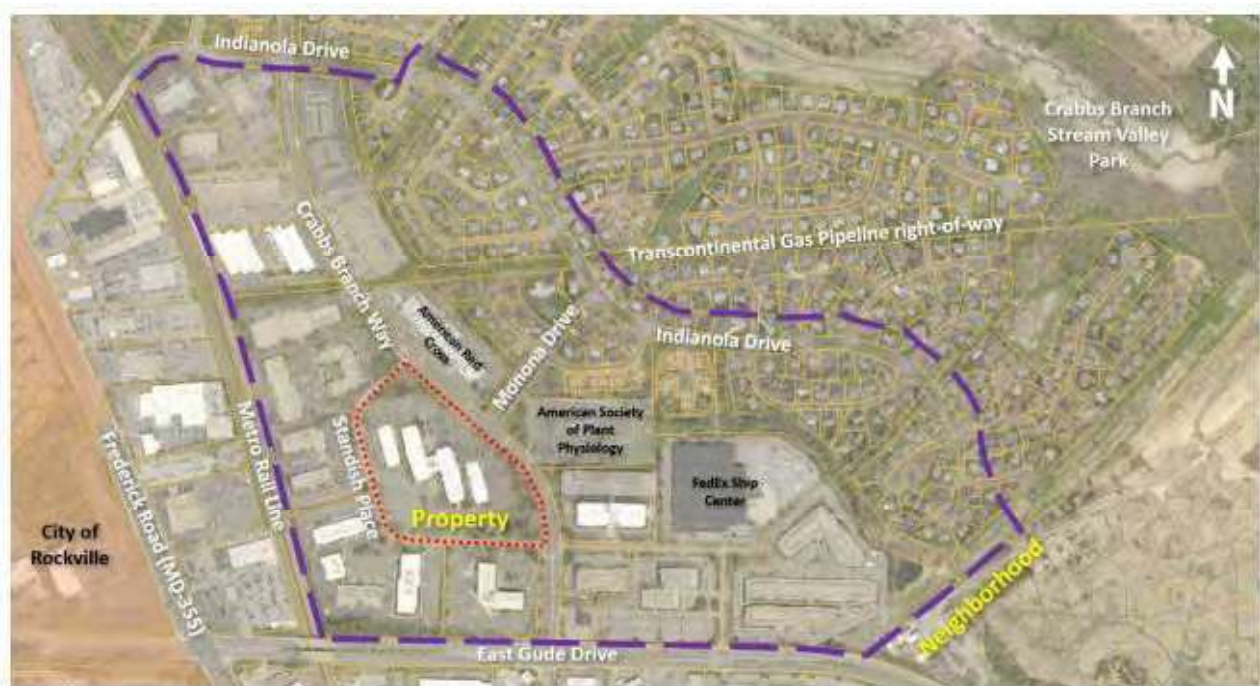 Indianola Drive
N
Crabbs Branch
Stream Valley
Park
Crabbs Branch Way
Transcontinental Gas Pipeline right-of-way
American Red
Cross
Monona Drive
Indianola Drive
American Society
of Plant
Physiology
Standish Place
Metro Rail Line
Frederick Road (MD-355)
FedEx Ship
Center
Property
City of
Rockville
Neighborhood
East Gude Drive